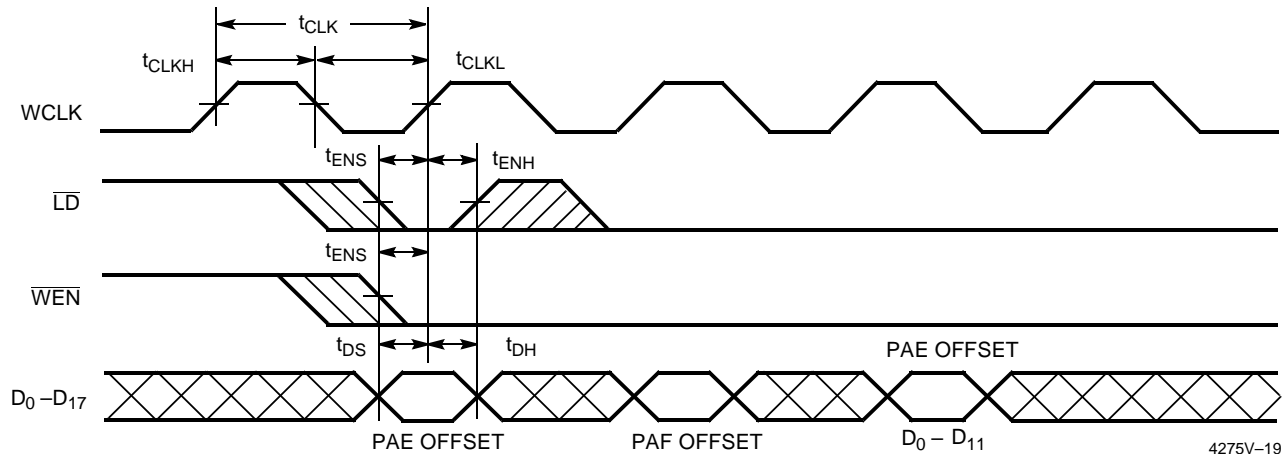 tCLK
tCLKH
tCLKL
WCLK
tENS
tENH
LD
tENS
WEN
tDS
tDH
PAE OFFSET
D0 –D17
PAE OFFSET
PAF OFFSET
D0 – D11
4275V–19